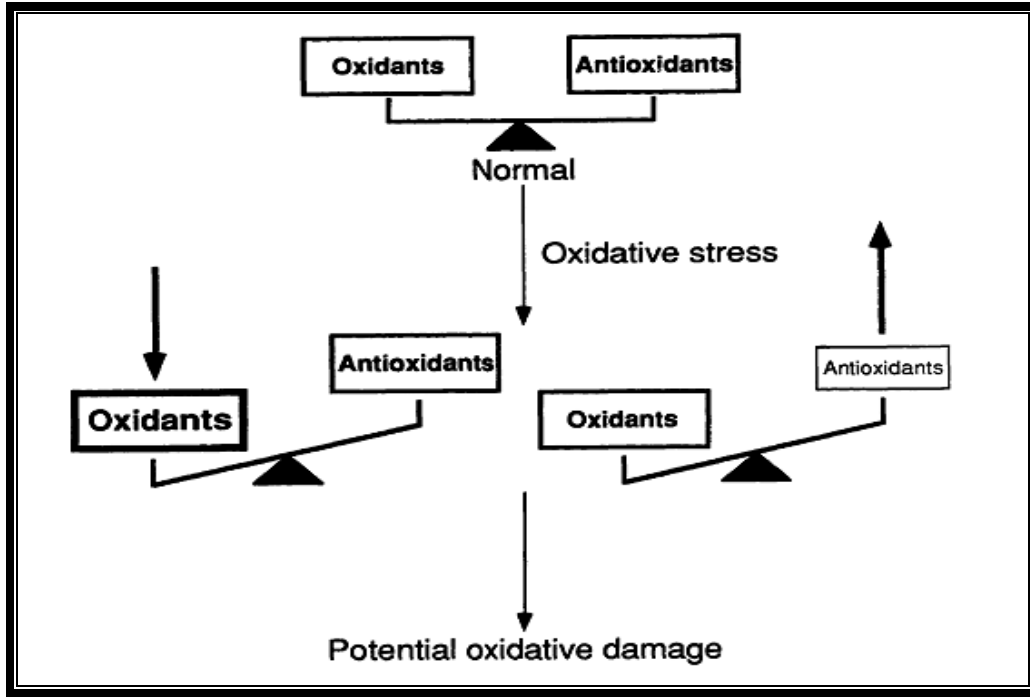 Oxidants
Antioxidants
Normal
Oxidative stress
Antioxidants
Antioxidants
Oxidants
Oxidants
Potential oxidative damage